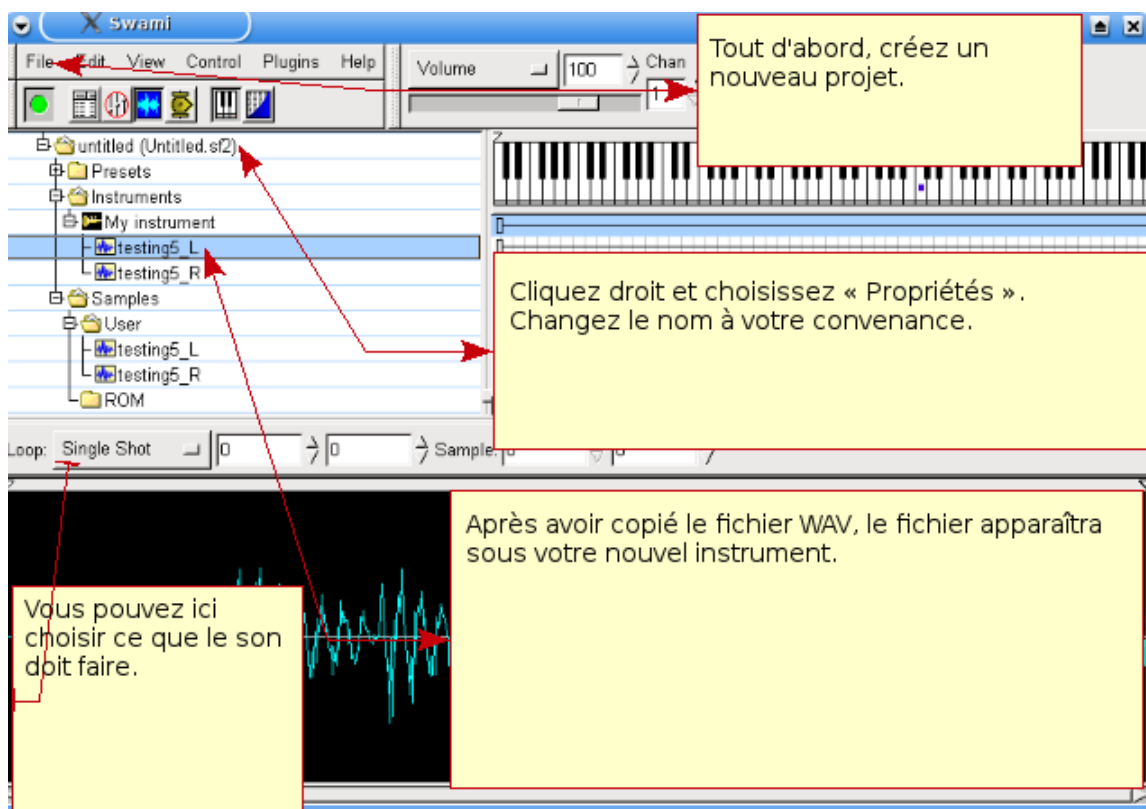 Swami
File Edit View Control Plugins Help
Volume
100
Chan
1
Tout d'abord, créez un
nouveau projet.
untitled (Untitled.sf2)
Presets
Instruments
My instrument
testing5_L
testing5_R
Samples
User
testing5_L
testing5_R
ROM
Cliquez droit et choisissez « Propriétés ».
Changez le nom à votre convenance.
Loop: Single Shot 0 0 Sample: 0 0
Après avoir copié le fichier WAV, le fichier apparaîtra
sous votre nouvel instrument.
Vous pouvez ici
choisir ce que le son
doit faire.